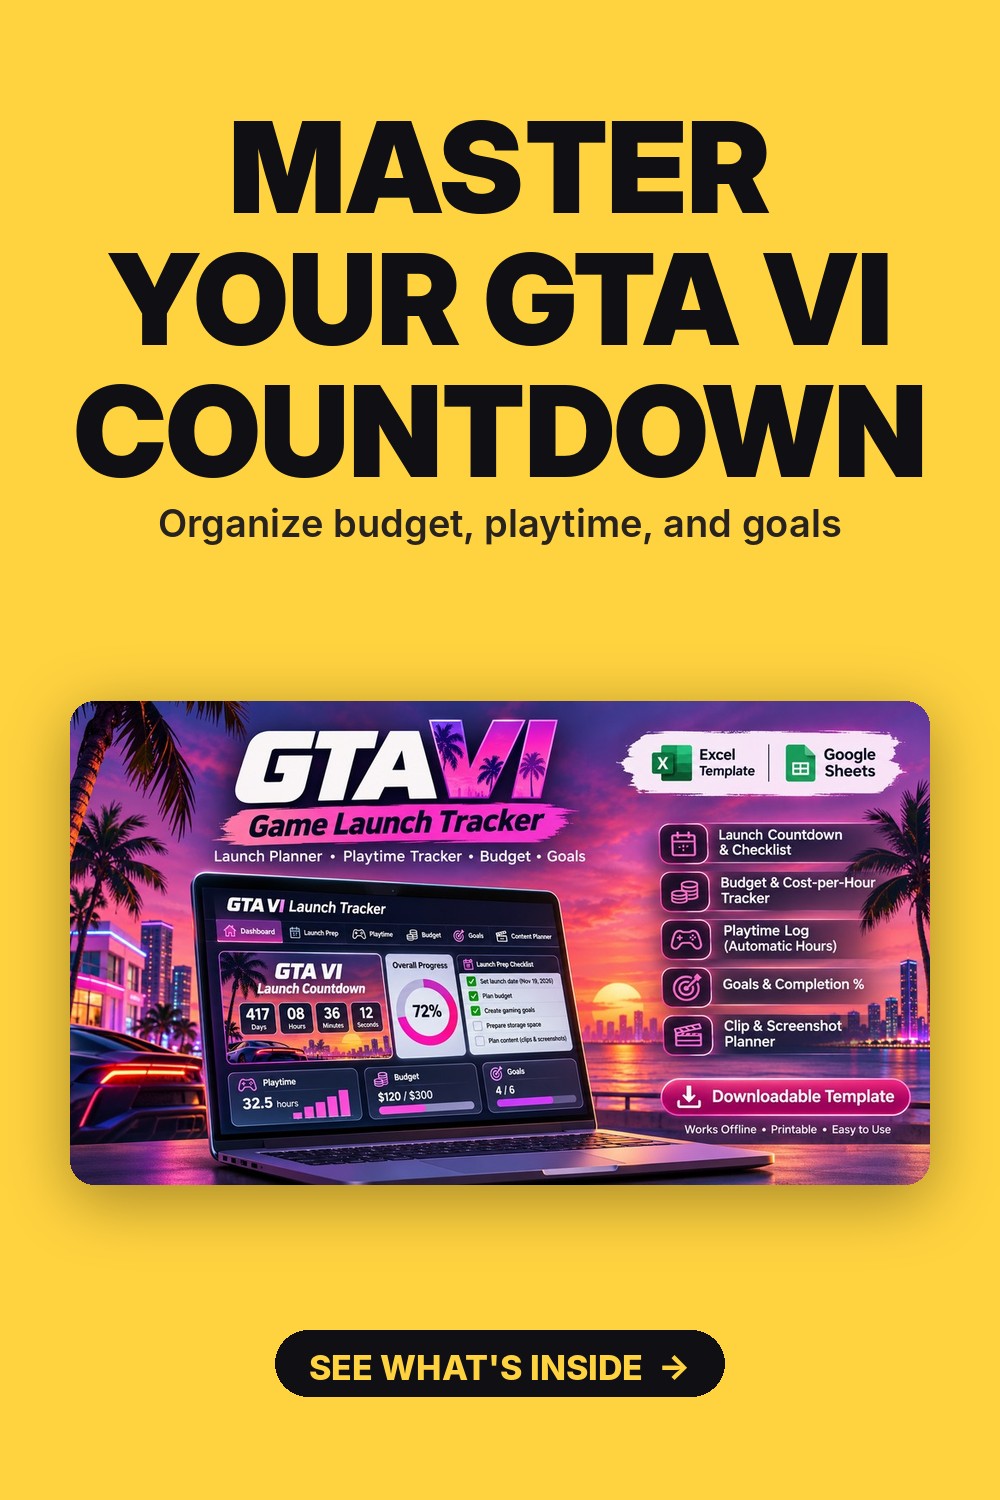 MASTER
YOUR GTA VI
COUNTDOWN
Organize budget, playtime, and goals
GTA VI
Game Launch Tracker
Launch Planner • Playtime Tracker • Budget • Goals
Excel
Template
Google
Sheets
Launch Countdown
& Checklist
Budget & Cost-per-Hour
Tracker
Playtime Log
(Automatic Hours)
Goals & Completion %
Clip & Screenshot
Planner
Downloadable Template
Works Offline • Printable • Easy to Use
GTA VI Launch Tracker
Dashboard
Launch Prep
Playtime
Budget
Goals
Content Planner
GTA VI
Launch Countdown
417
Days
08
Hours
36
Minutes
12
Seconds
Overall Progress
72%
Launch Prep Checklist
Set launch date (Nov 19, 2026)
Plan budget
Create gaming goals
Prepare storage space
Plan content (clips & screenshots)
Playtime
32.5 hours
Budget
$120 / $300
Goals
4 / 6
SEE WHAT'S INSIDE →